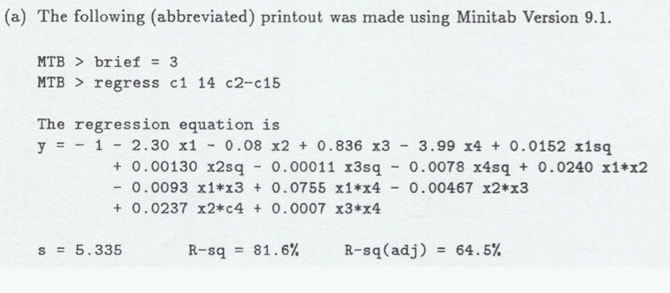 (a) The following (abbreviated) printout was made using Minitab Version 9.1.
MTB > brief = 3
MTB > regress c1 14 c2-c15
The regression equation is
y = - 1 - 2.30 x1 - 0.08 x2 + 0.836 x3 - 3.99 x4 + 0.0152 x1sq
+ 0.00130 x2sq - 0.00011 x3sq - 0.0078 x4sq + 0.0240 x1*x2
- 0.0093 x1*x3 + 0.0755 x1*x4 - 0.00467 x2*x3
+ 0.0237 x2*c4 + 0.0007 x3*x4
s = 5.335 R-sq = 81.6% R-sq(adj) = 64.5%